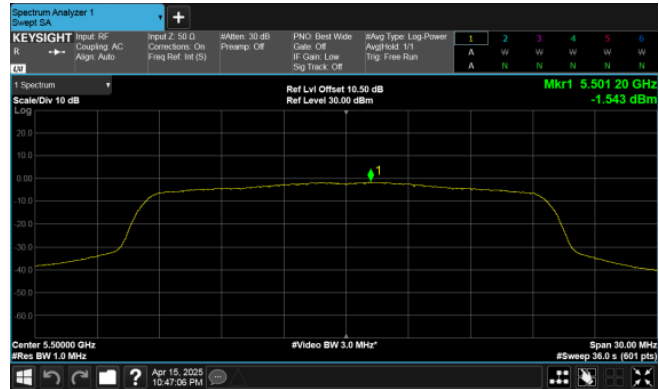 Spectrum Analyzer 1
Swept SA
+
KEYSIGHT
R
LXI
Input: RF
Coupling: AC
Align: Auto
Input Z: 50 Ω
Corrections: On
Freq Ref: Int (S)
#Atten: 30 dB
Preamp: Off
PNO: Best Wide
Gate: Off
IF Gain: Low
Sig Track: Off
#Avg Type: Log-Power
Avg|Hold: 1/1
Trig: Free Run
1 2 3 4 5 6
A W W W W W
A N N N N N
1 Spectrum
Scale/Div 10 dB
Log
Ref Lvl Offset 10.50 dB
Ref Level 30.00 dBm
Mkr1 5.501 20 GHz
-1.543 dBm
20.0
10.0
0.00
-10.0
-20.0
-30.0
-40.0
-50.0
-60.0
1
Center 5.50000 GHz
#Res BW 1.0 MHz
#Video BW 3.0 MHz*
Span 30.00 MHz
#Sweep 36.0 s (601 pts)
?
Apr 15, 2025
10:47:06 PM